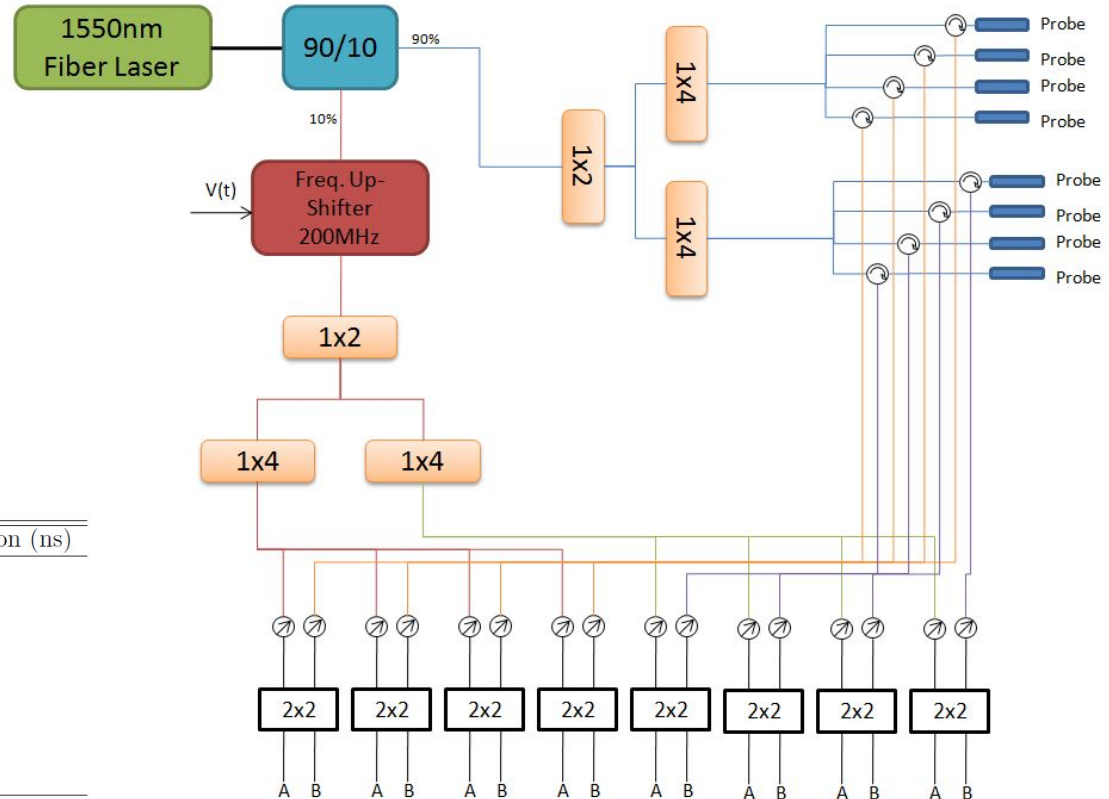 1550nm
Fiber Laser
90/10
90%
10%
V(t)
Freq. Up-
Shifter
200MHz
1x2
1x4
1x4
1x2
1x4
1x4
Probe
Probe
Probe
Probe
Probe
Probe
Probe
Probe
(ns)
2x2 2x2 2x2 2x2 2x2 2x2 2x2 2x2
A B A B A B A B A B A B A B A B